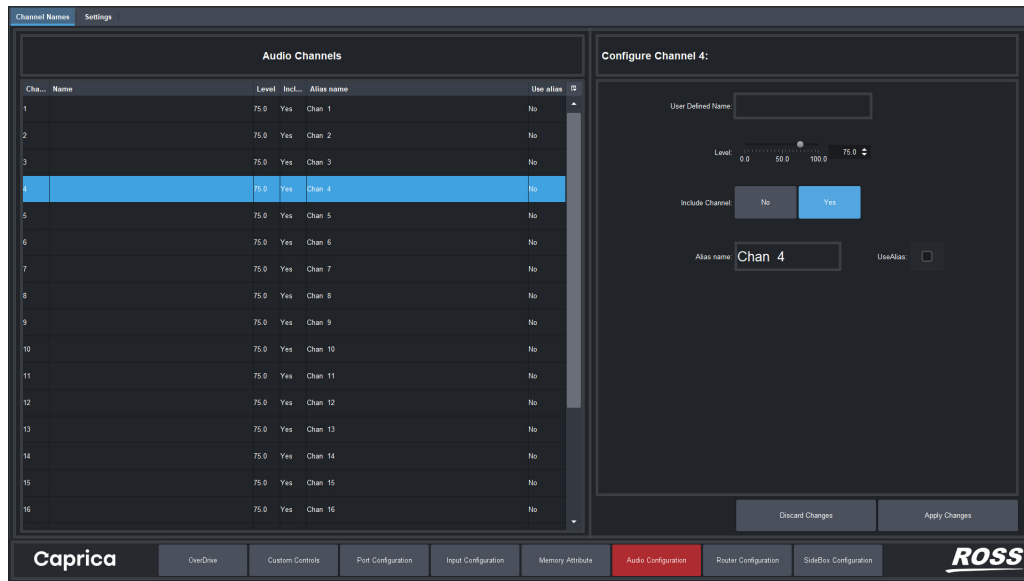 Channel Names Settings
Audio Channels
Cha... Name Level Incl... Alias name Use alias
1 75.0 Yes Chan 1 No
2 75.0 Yes Chan 2 No
3 75.0 Yes Chan 3 No
4 75.0 Yes Chan 4 No
5 75.0 Yes Chan 5 No
6 75.0 Yes Chan 6 No
7 75.0 Yes Chan 7 No
8 75.0 Yes Chan 8 No
9 75.0 Yes Chan 9 No
10 75.0 Yes Chan 10 No
11 75.0 Yes Chan 11 No
12 75.0 Yes Chan 12 No
13 75.0 Yes Chan 13 No
14 75.0 Yes Chan 14 No
15 75.0 Yes Chan 15 No
16 75.0 Yes Chan 16 No
Configure Channel 4:
User Defined Name:
Level: 75.0
0.0 50.0 100.0
Include Channel: No Yes
Alias name: Chan 4 UseAlias:
Discard Changes Apply Changes
Caprica OverDrive Custom Controls Port Configuration Input Configuration Memory Attribute Audio Configuration Router Configuration SideBox Configuration ROSS